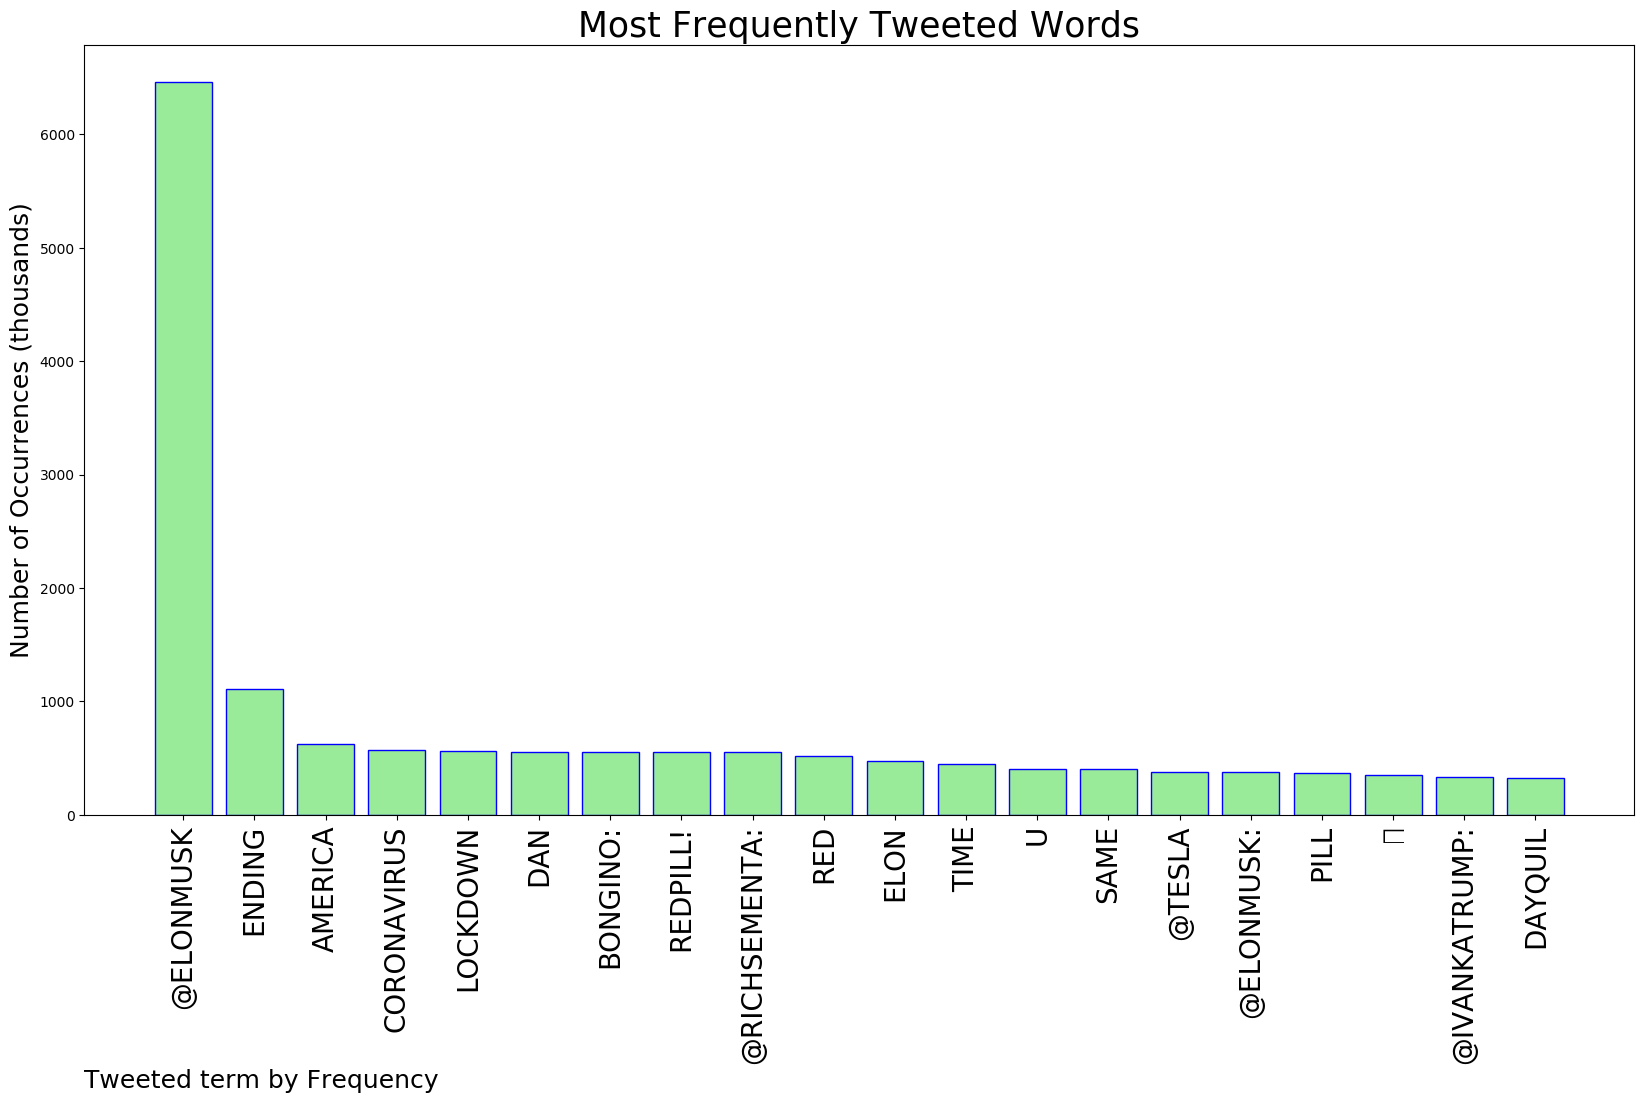 Most Frequently Tweeted Words
Number of Occurrences (thousands)
6000
5000
4000
3000
2000
1000
0
@ELONMUSK
ENDING
AMERICA
CORONAVIRUS
LOCKDOWN
DAN
BONGINO:
REDPILL!
@RICHSEMENTA:
RED
ELON
TIME
U
SAME
@TESLA
@ELONMUSK:
PILL
@IVANKATRUMP:
DAYQUIL
Tweeted term by Frequency